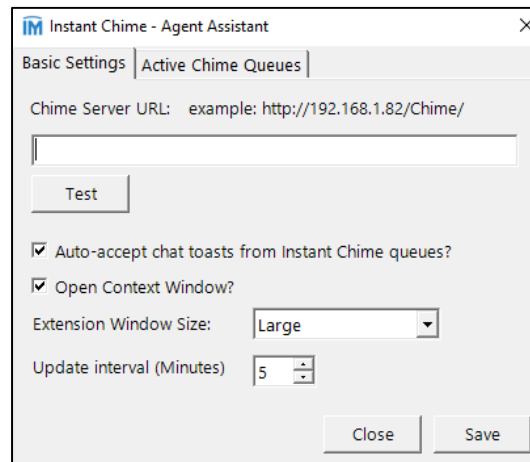 IM Instant Chime - Agent Assistant
Basic Settings Active Chime Queues
Chime Server URL: example: http://192.168.1.82/Chime/
Test
Auto-accept chat toasts from Instant Chime queues?
Open Context Window?
Extension Window Size: Large
Update interval (Minutes) 5
Close Save